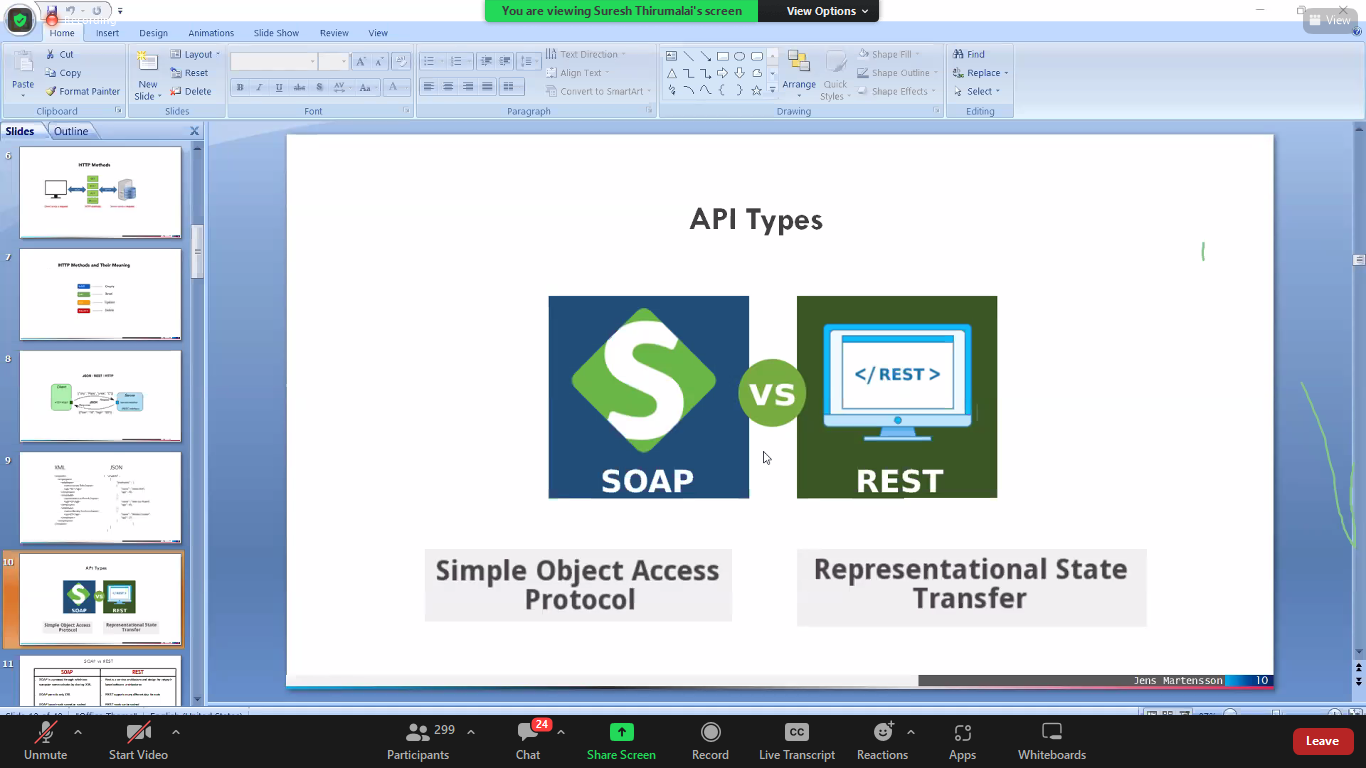 You are viewing Suresh Thirumalai's screen
View Options
View
Recording
Home Insert Design Animations Slide Show Review View
Paste
Cut
Copy
Format Painter
Clipboard
New Slide
Layout
Reset
Delete
Slides
B I U abc S AV Aa A
Font
Paragraph
Text Direction
Align Text
Convert to SmartArt
Arrange
Quick Styles
Shape Fill
Shape Outline
Shape Effects
Drawing
Find
Replace
Select
Editing
Slides Outline
6
HTTP Methods
7
HTTP Methods and Their Meaning
8
JSON
9
XML JSON
10
API Types
SOAP VS REST
Simple Object Access Protocol
Representational State Transfer
11
SOAP vs REST
SOAP REST
API Types
S
VS
</ REST >
SOAP
REST
Simple Object Access
Protocol
Representational State
Transfer
Jens Martensson 10
Unmute
Start Video
Participants 299
Chat 24
Share Screen
Record
CC
Live Transcript
Reactions
Apps
Whiteboards
Leave